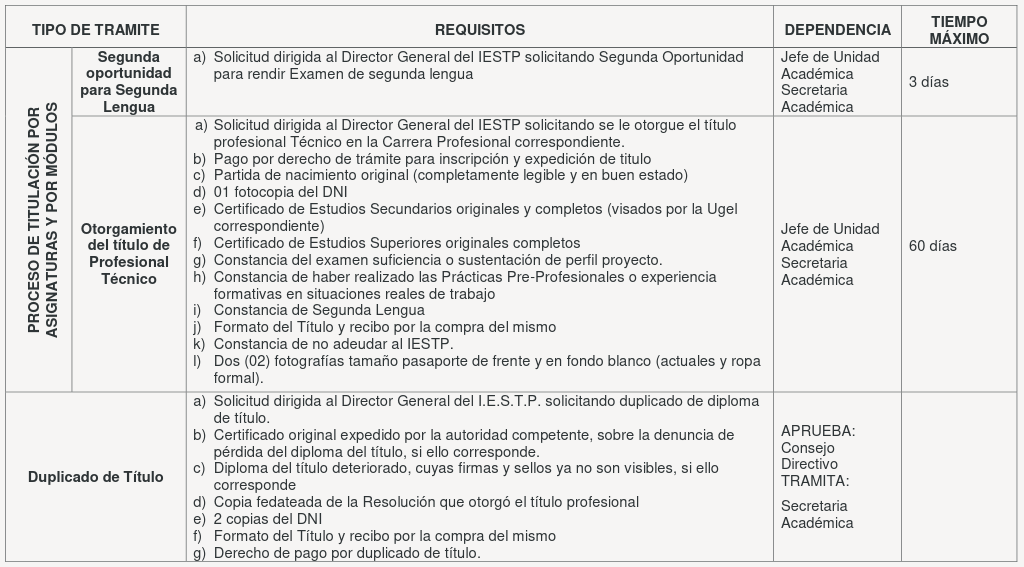 TIPO DE TRAMITE
REQUISITOS
DEPENDENCIA
TIEMPO
MÁXIMO
PROCESO DE TITULACIÓN POR
ASIGNATURAS Y POR MÓDULOS
Segunda
oportunidad
para Segunda
Lengua
a) Solicitud dirigida al Director General del IESTP solicitando Segunda Oportunidad
para rendir Examen de segunda lengua
Jefe de Unidad
Académica
Secretaria
Académica
3 días
Otorgamiento
del título de
Profesional
Técnico
a) Solicitud dirigida al Director General del IESTP solicitando se le otorgue el título
profesional Técnico en la Carrera Profesional correspondiente.
b) Pago por derecho de trámite para inscripción y expedición de titulo
c) Partida de nacimiento original (completamente legible y en buen estado)
d) 01 fotocopia del DNI
e) Certificado de Estudios Secundarios originales y completos (visados por la Ugel
correspondiente)
f) Certificado de Estudios Superiores originales completos
g) Constancia del examen suficiencia o sustentación de perfil proyecto.
h) Constancia de haber realizado las Prácticas Pre-Profesionales o experiencia
formativas en situaciones reales de trabajo
i) Constancia de Segunda Lengua
j) Formato del Título y recibo por la compra del mismo
k) Constancia de no adeudar al IESTP.
l) Dos (02) fotografías tamaño pasaporte de frente y en fondo blanco (actuales y ropa
formal).
Jefe de Unidad
Académica
Secretaria
Académica
60 días
Duplicado de Título
a) Solicitud dirigida al Director General del I.E.S.T.P. solicitando duplicado de diploma
de título.
b) Certificado original expedido por la autoridad competente, sobre la denuncia de
pérdida del diploma del título, si ello corresponde.
c) Diploma del título deteriorado, cuyas firmas y sellos ya no son visibles, si ello
corresponde
d) Copia fedateada de la Resolución que otorgó el título profesional
e) 2 copias del DNI
f) Formato del Título y recibo por la compra del mismo
g) Derecho de pago por duplicado de título.
APRUEBA:
Consejo
Directivo
TRAMITA:
Secretaria
Académica